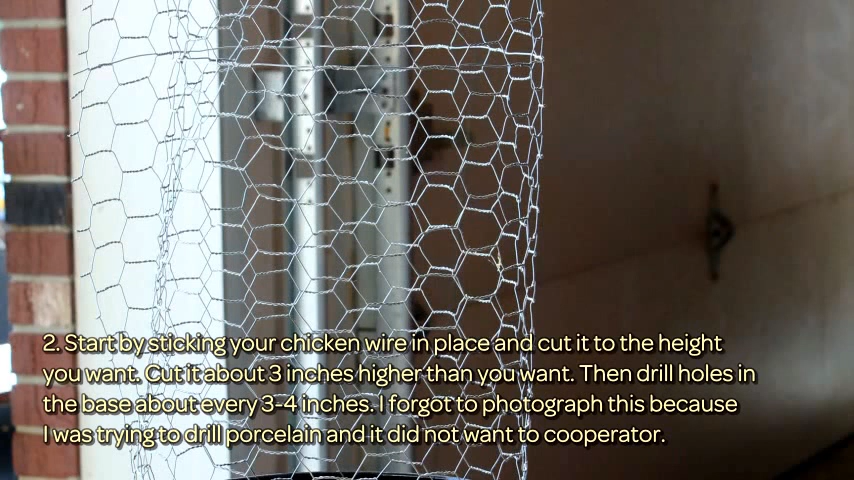 2. Start by sticking your chicken wire in place and cut it to the height
you want. Cut it about 3 inches higher than you want. Then drill holes in
the base about every 3-4 inches. I forgot to photograph this because
I was trying to drill porcelain and it did not want to cooperator.